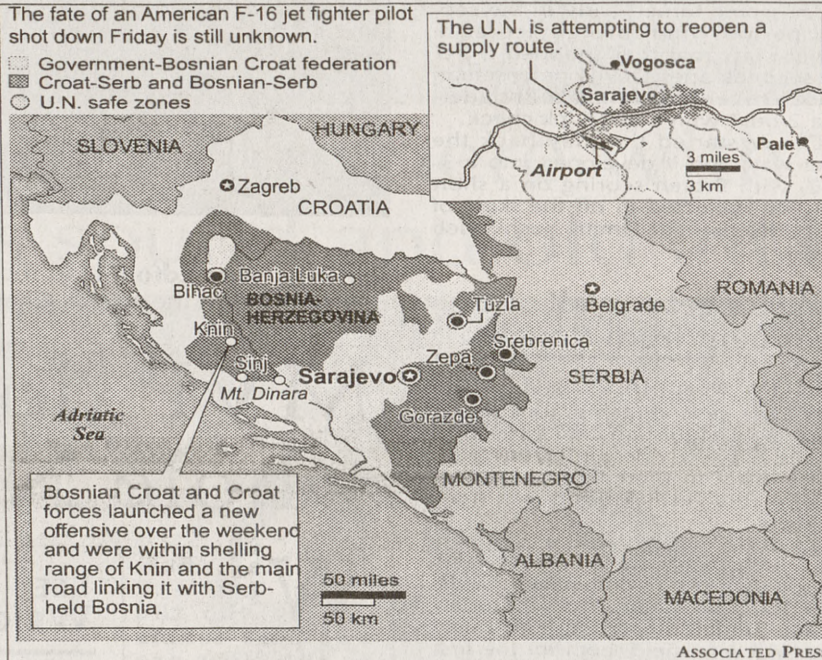 The fate of an American F-16 jet fighter pilot
shot down Friday is still unknown.
Government-Bosnian Croat federation
Croat-Serb and Bosnian-Serb
U.N. safe zones
The U.N. is attempting to reopen a
supply route.
Vogosca
Sarajevo
Pale
Airport
3 miles
3 km
SLOVENIA
HUNGARY
Zagreb
CROATIA
ROMANIA
Bihac
Banja Luka
BOSNIA-
HERZEGOVINA
Tuzla
Belgrade
Knin
Srebrenica
Zepa
Sinj
Sarajevo
SERBIA
Mt. Dinara
Gorazde
Adriatic
Sea
MONTENEGRO
Bosnian Croat and Croat
forces launched a new
offensive over the weekend
and were within shelling
range of Knin and the main
road linking it with Serb-
held Bosnia.
ALBANIA
50 miles
50 km
MACEDONIA
ASSOCIATED PRESS